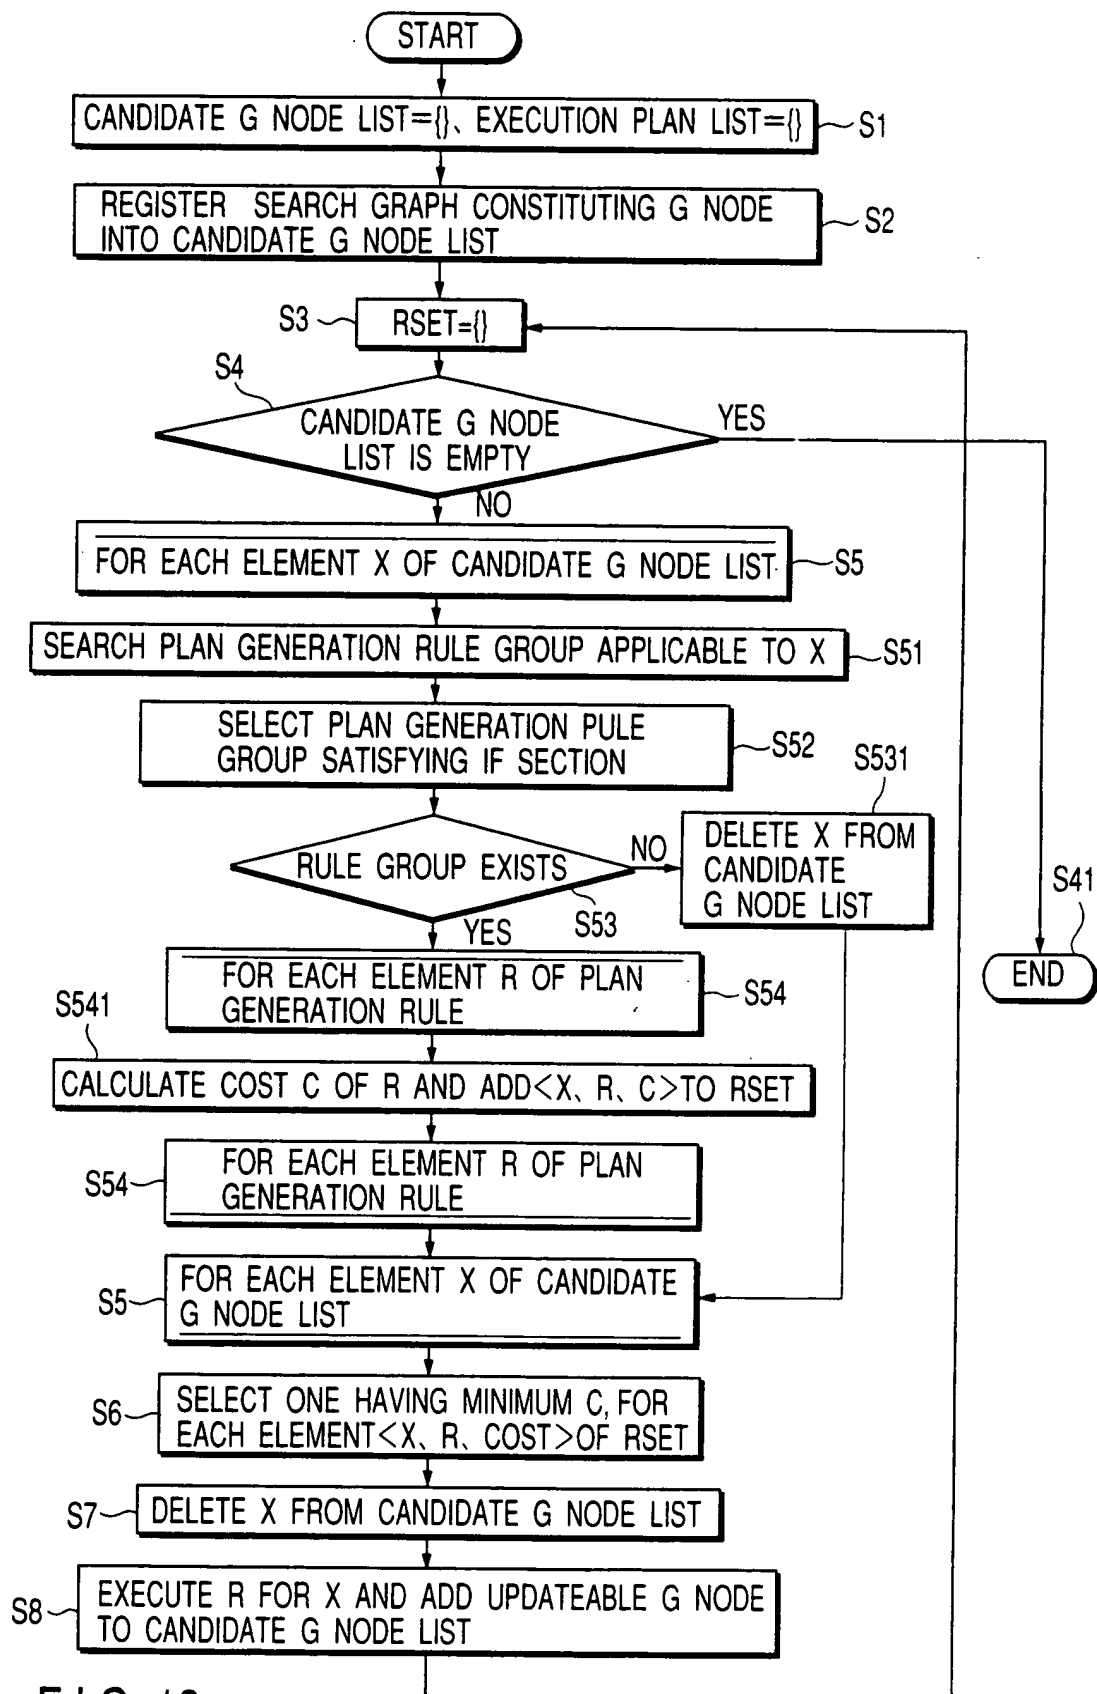 START
CANDIDATE G NODE LIST={}、EXECUTION PLAN LIST={}
S1
REGISTER SEARCH GRAPH CONSTITUTING G NODE
INTO CANDIDATE G NODE LIST
S2
S3
RSET={}
S4
CANDIDATE G NODE
LIST IS EMPTY
YES
NO
FOR EACH ELEMENT X OF CANDIDATE G NODE LIST
S5
SEARCH PLAN GENERATION RULE GROUP APPLICABLE TO X
S51
SELECT PLAN GENERATION PULE
GROUP SATISFYING IF SECTION
S52
S531
RULE GROUP EXISTS
NO
S53
YES
DELETE X FROM
CANDIDATE
G NODE LIST
S41
END
FOR EACH ELEMENT R OF PLAN
GENERATION RULE
S54
S541
CALCULATE COST C OF R AND ADD<X、R、C>TO RSET
S54
FOR EACH ELEMENT R OF PLAN
GENERATION RULE
S5
FOR EACH ELEMENT X OF CANDIDATE
G NODE LIST
S6
SELECT ONE HAVING MINIMUM C, FOR
EACH ELEMENT<X、R、COST>OF RSET
S7
DELETE X FROM CANDIDATE G NODE LIST
S8
EXECUTE R FOR X AND ADD UPDATEABLE G NODE
TO CANDIDATE G NODE LIST